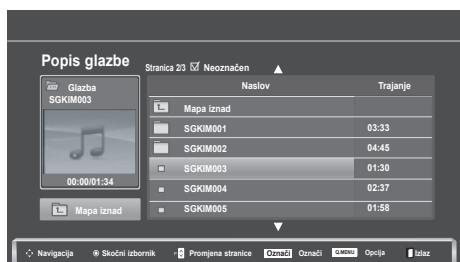 Popis glazbe
Stranica 2/3 Neoznačen
Glazba
SGKIM003
00:00/01:34
Mapa iznad
Naslov Trajanje
Mapa iznad
SGKIM001 03:33
SGKIM002 04:45
SGKIM003 01:30
SGKIM004 02:37
SGKIM005 01:58
Navigacija Skočni izbornik P Promjena stranice Označi Označi Q.MENU Opcija Izlaz